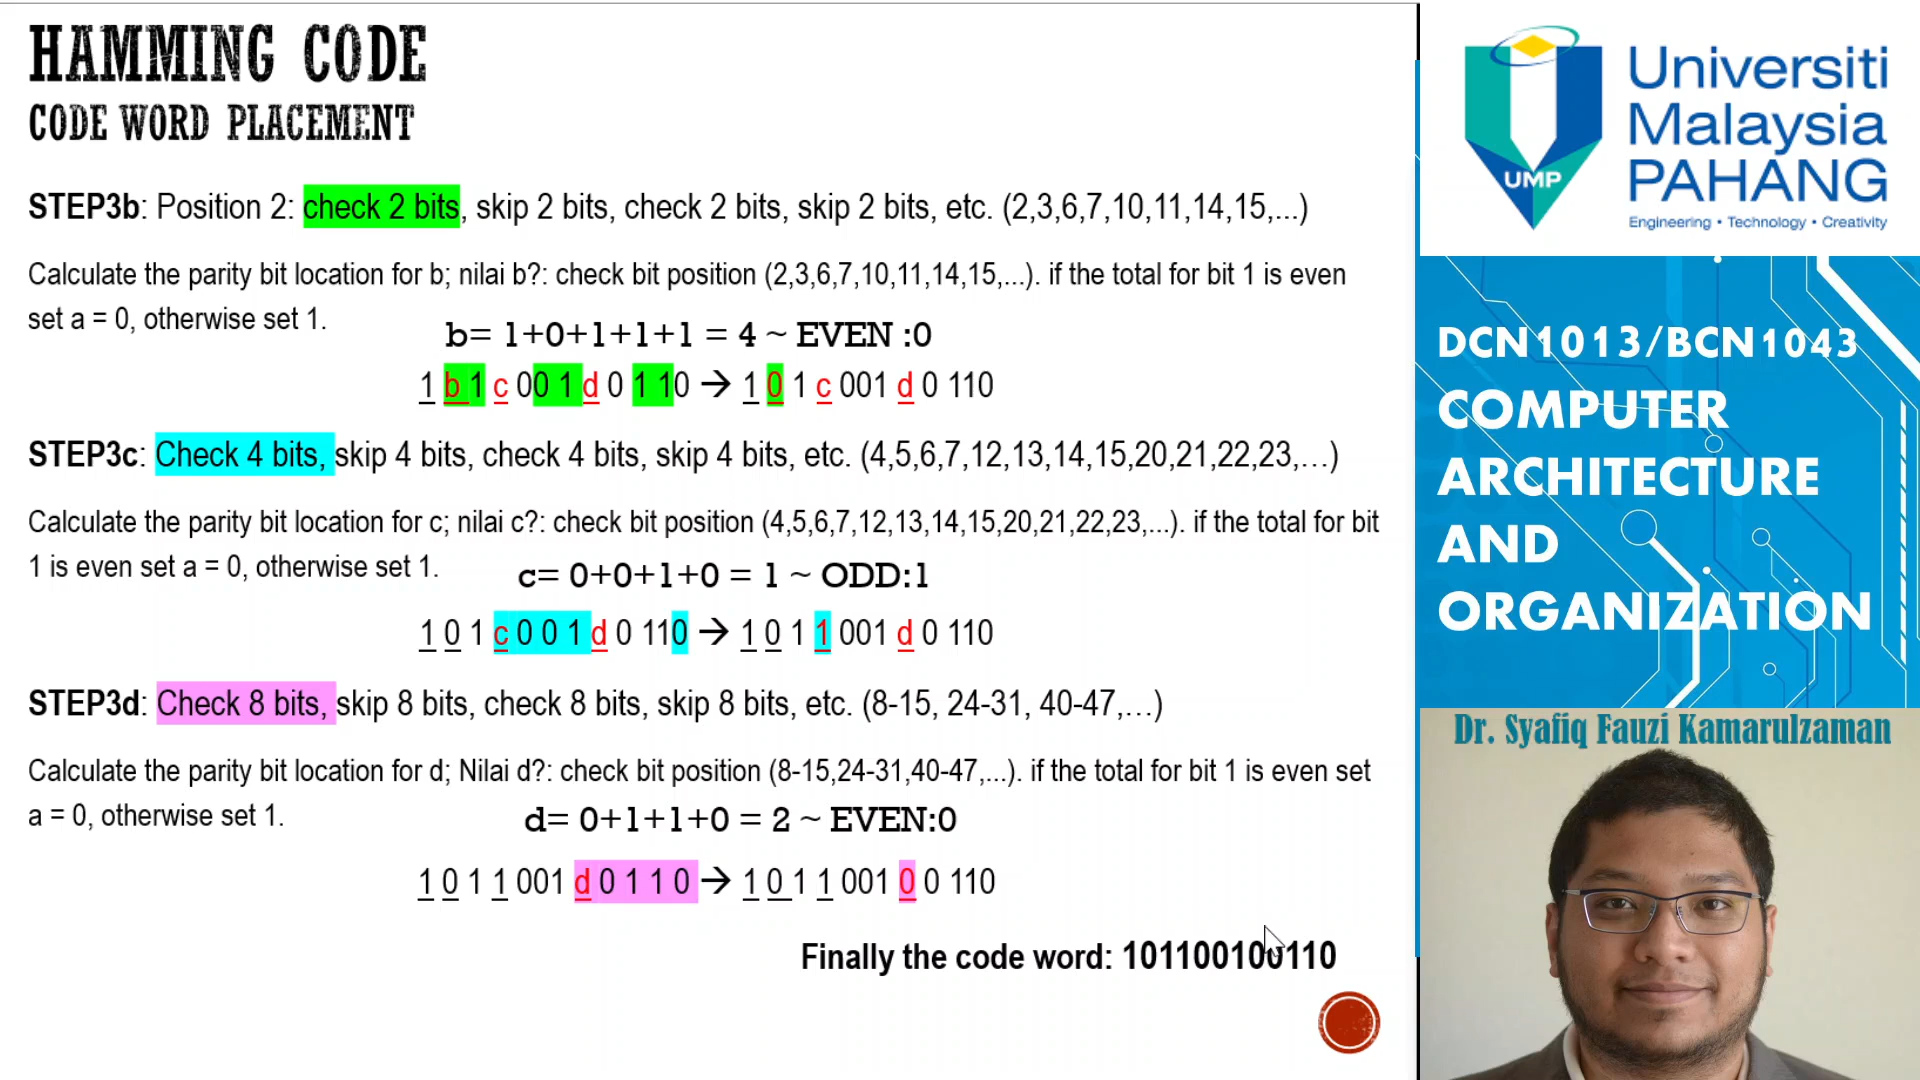 HAMMING CODE
CODE WORD PLACEMENT
STEP3b: Position 2: check 2 bits, skip 2 bits, check 2 bits, skip 2 bits, etc. (2,3,6,7,10,11,14,15,...)
Calculate the parity bit location for b; nilai b?: check bit position (2,3,6,7,10,11,14,15,...). if the total for bit 1 is even
set a = 0, otherwise set 1.
b= 1+0+1+1+1 = 4 ~ EVEN :0
1 b 1 c 0 0 1 d 0 1 1 0 → 1 0 1 c 001 d 0 110
STEP3c: Check 4 bits, skip 4 bits, check 4 bits, skip 4 bits, etc. (4,5,6,7,12,13,14,15,20,21,22,23,…)
Calculate the parity bit location for c; nilai c?: check bit position (4,5,6,7,12,13,14,15,20,21,22,23,...). if the total for bit
1 is even set a = 0, otherwise set 1.
c= 0+0+1+0 = 1 ~ ODD:1
1 0 1 c 0 0 1 d 0 110 → 1 0 1 1 001 d 0 110
STEP3d: Check 8 bits, skip 8 bits, check 8 bits, skip 8 bits, etc. (8-15, 24-31, 40-47,…)
Calculate the parity bit location for d; Nilai d?: check bit position (8-15,24-31,40-47,...). if the total for bit 1 is even set
a = 0, otherwise set 1.
d= 0+1+1+0 = 2 ~ EVEN:0
1 0 1 1 001 d 0 1 1 0 → 1 0 1 1 001 0 0 110
Finally the code word: 101100100110
UMP
Universiti
Malaysia
PAHANG
Engineering • Technology • Creativity
DCN1013/BCN1043
COMPUTER
ARCHITECTURE
AND
ORGANIZATION
Dr. Syafiq Fauzi Kamarulzaman